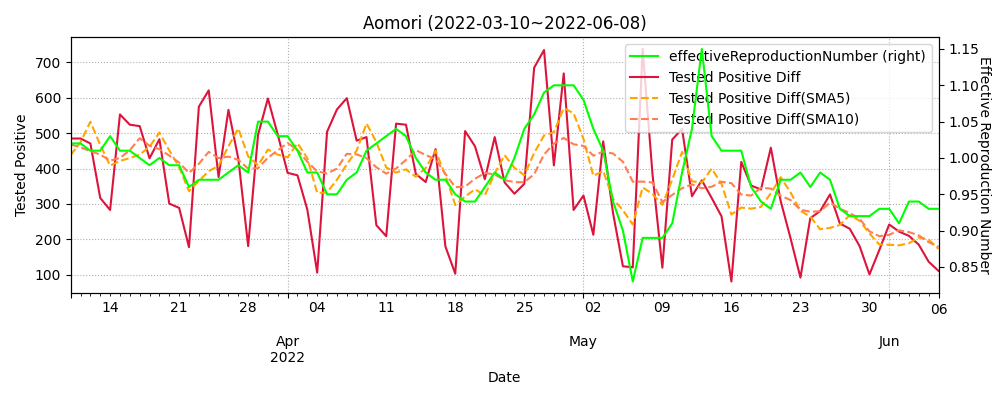 Aomori (2022-03-10~2022-06-08)
effectiveReproductionNumber (right)
Tested Positive Diff
Tested Positive Diff(SMA5)
Tested Positive Diff(SMA10)
Tested Positive
700
600
500
400
300
200
100
1.15
1.10
1.05
1.00
0.95
0.90
0.85
Effective Reproduction Number
14 21 28 04 11 18 25 02 09 16 23 30 06
Apr May Jun
2022
Date